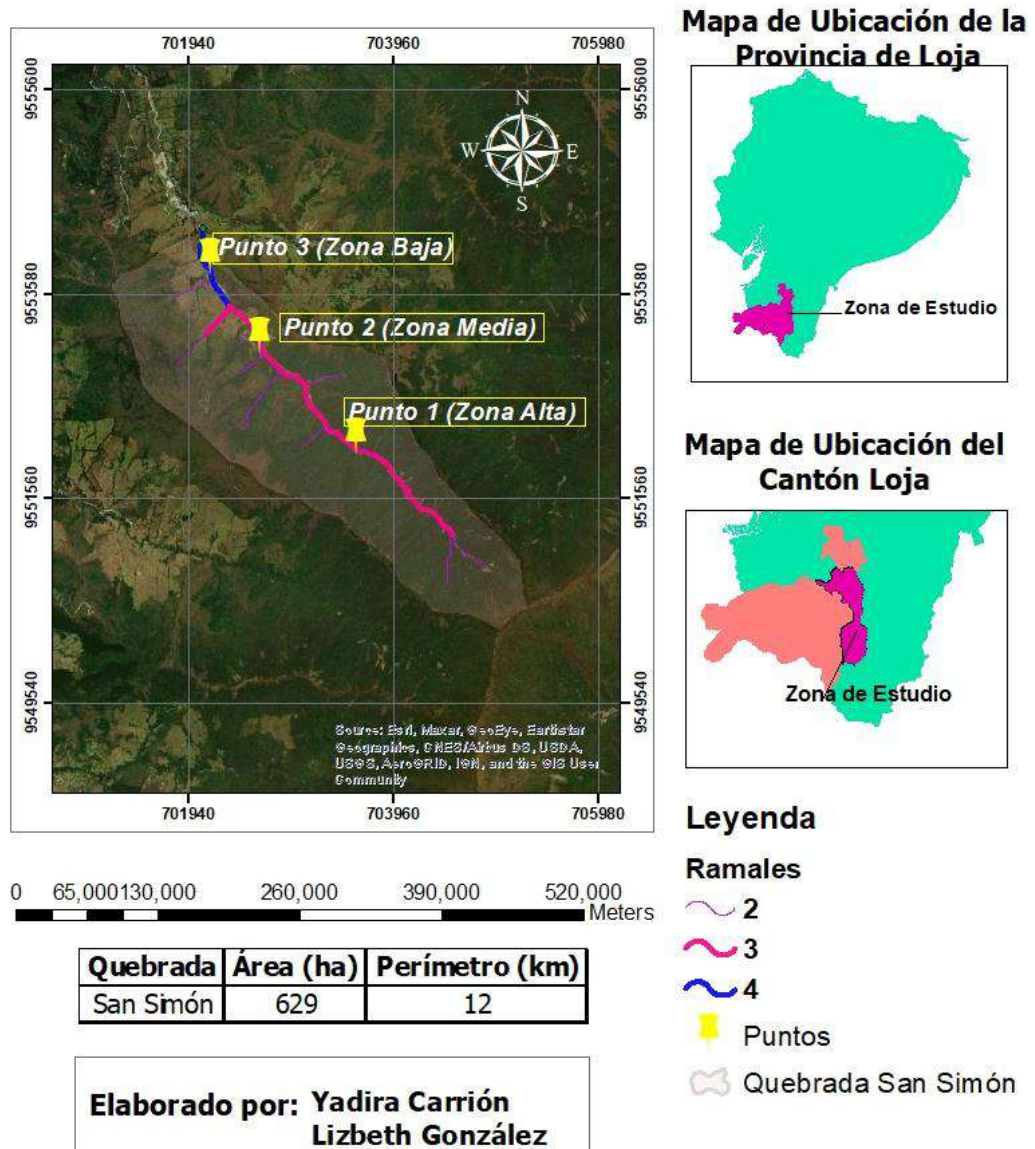 Mapa de Ubicación de la
Provincia de Loja
701940 703960 705980
9555600 9555600
N
W E
S
Punto 3 (Zona Baja)
9553580 9553580
Zona de Estudio
Punto 2 (Zona Media)
Punto 1 (Zona Alta)
Mapa de Ubicación del
Cantón Loja
9551560 9551560
Zona de Estudio
9549540 9549540
Source: Esri, Maxar, GeoEye, Earthstar
Geographics, CNES/Airbus DS, USDA,
USGS, AeroGRID, IGN, and the GIS User
Community
701940 703960 705980
Leyenda
Ramales
2
3
4
Puntos
Quebrada San Simón
0 65,000130,000 260,000 390,000 520,000
Meters
Quebrada Área (ha) Perímetro (km)
San Simón 629 12
Elaborado por: Yadira Carrión
Lizbeth González